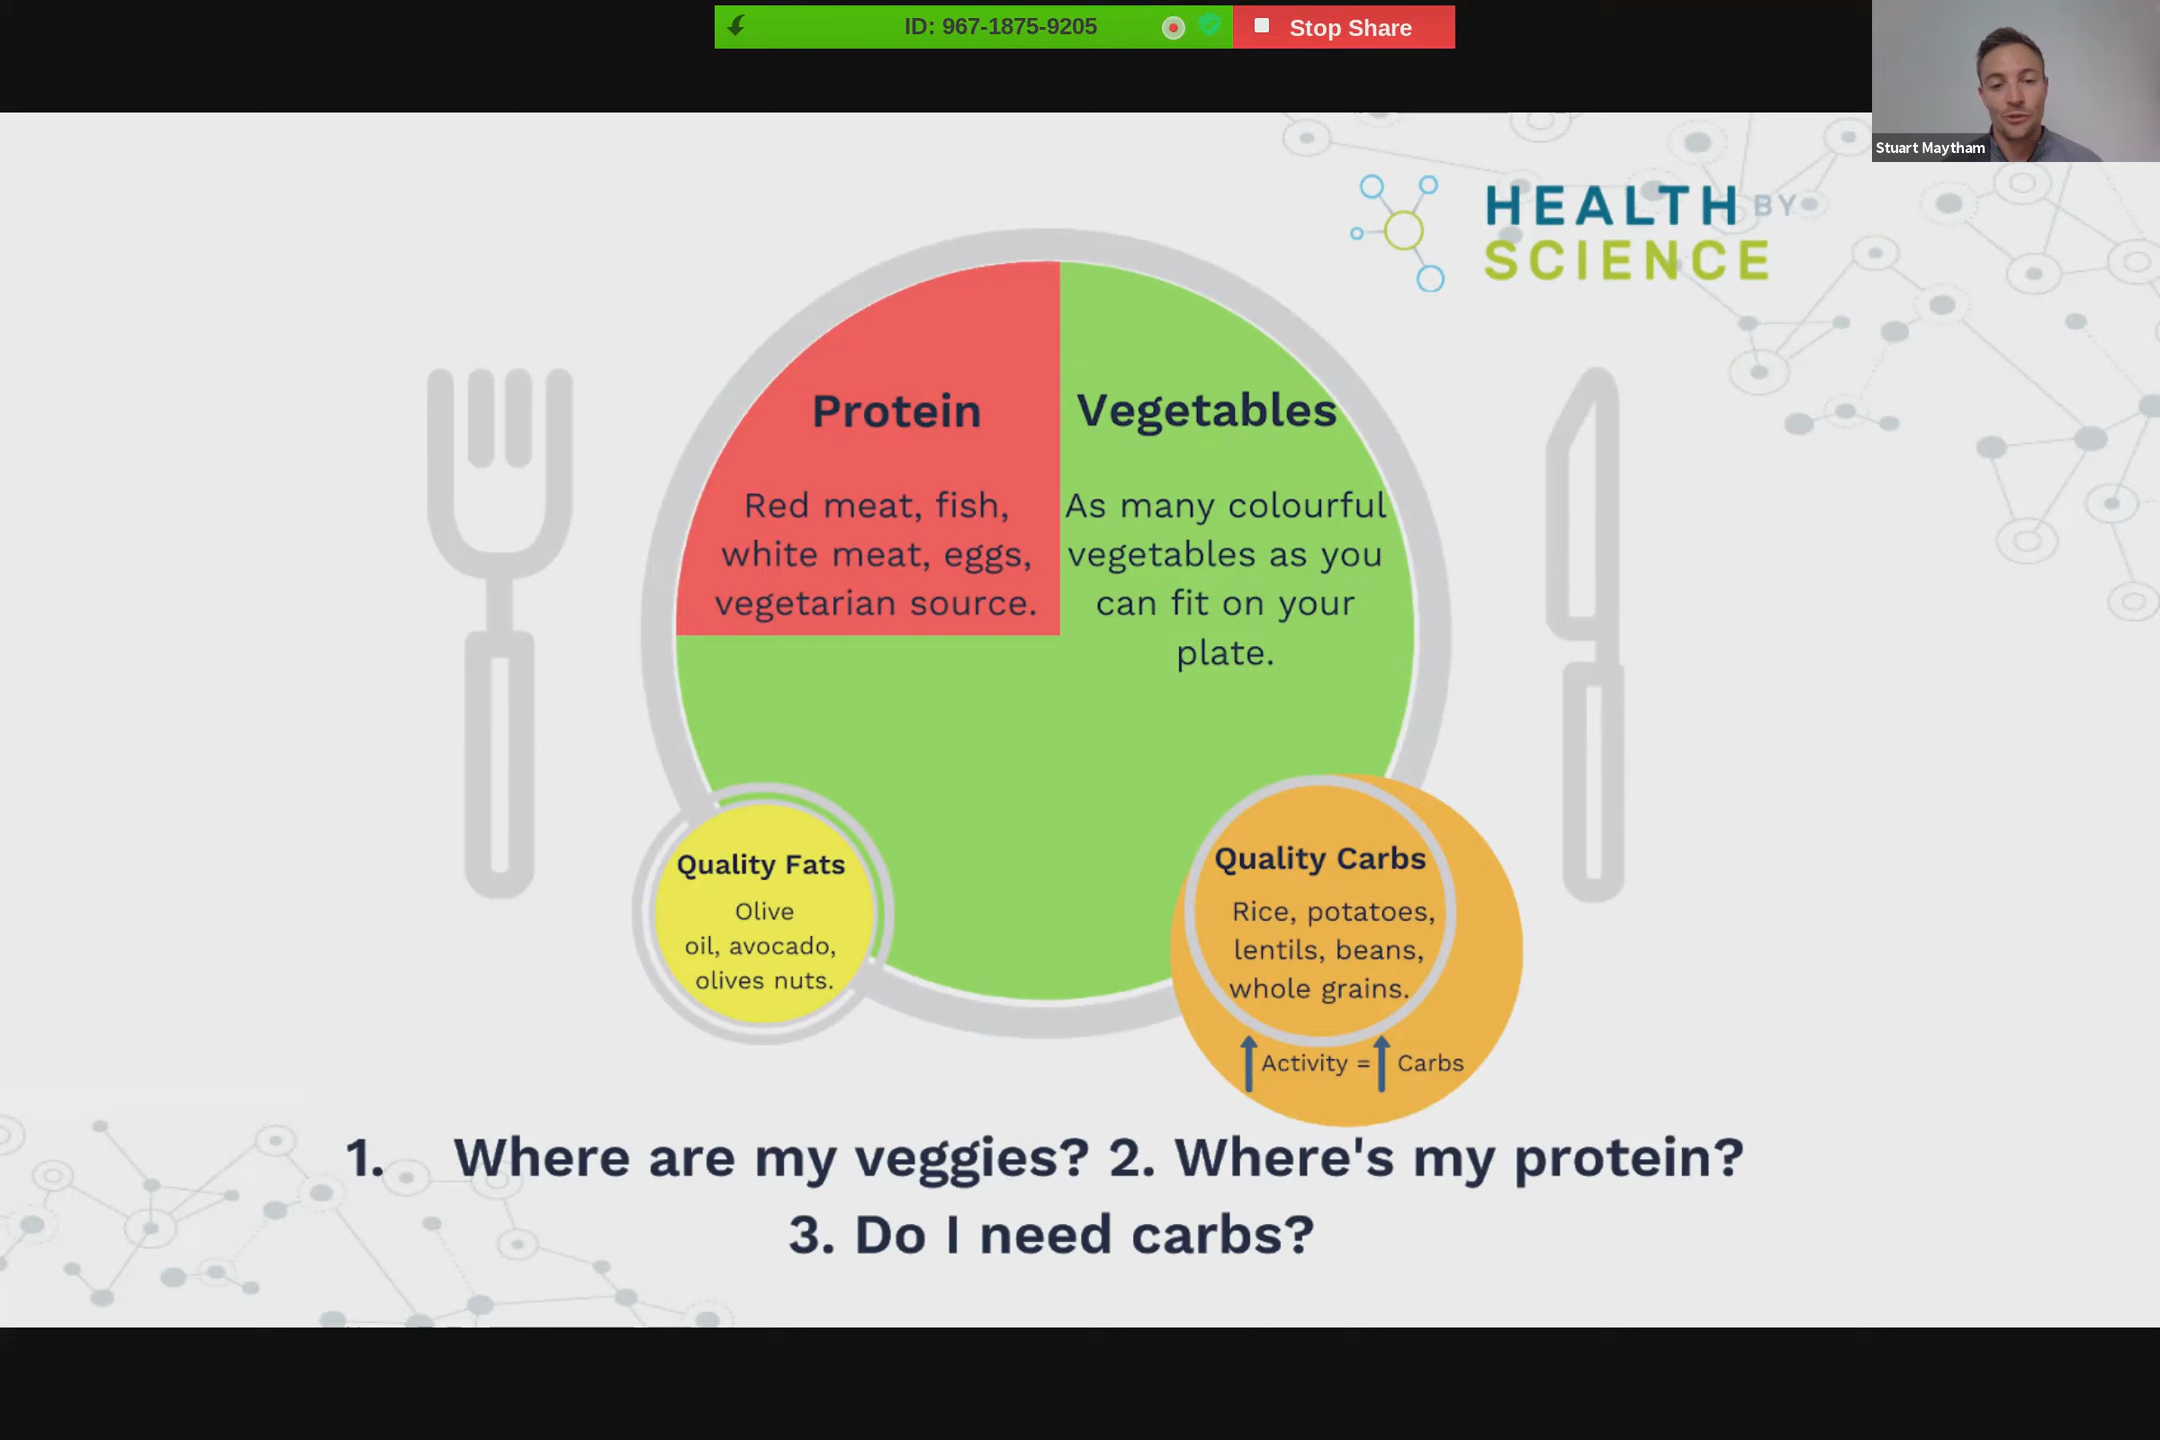 ID: 967-1875-9205
Stop Share
Stuart Maytham
HEALTH BY
SCIENCE
Protein
Red meat, fish,
white meat, eggs,
vegetarian source.
Vegetables
As many colourful
vegetables as you
can fit on your
plate.
Quality Fats
Olive
oil, avocado,
olives nuts.
Quality Carbs
Rice, potatoes,
lentils, beans,
whole grains.
Activity = Carbs
1. Where are my veggies? 2. Where's my protein?
3. Do I need carbs?